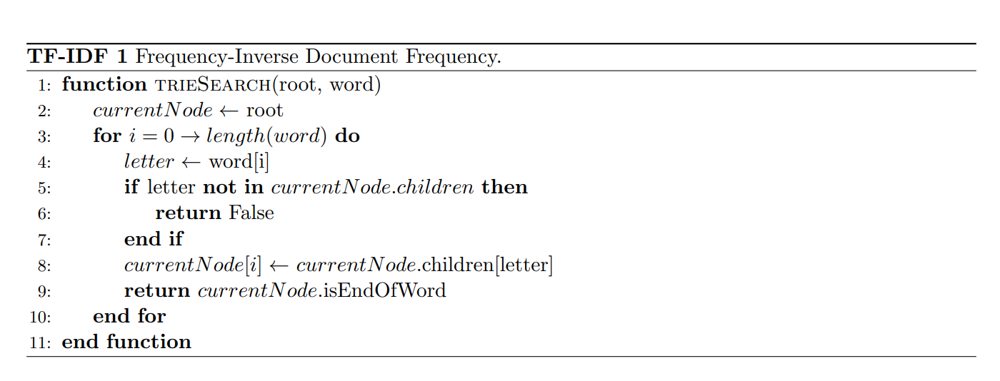 TF-IDF 1 Frequency-Inverse Document Frequency.
1: function TRIESEARCH(root, word)
2: currentNode ← root
3: for i = 0 → length(word) do
4: letter ← word[i]
5: if letter not in currentNode.children then
6: return False
7: end if
8: currentNode[i] ← currentNode.children[letter]
9: return currentNode.isEndOfWord
10: end for
11: end function